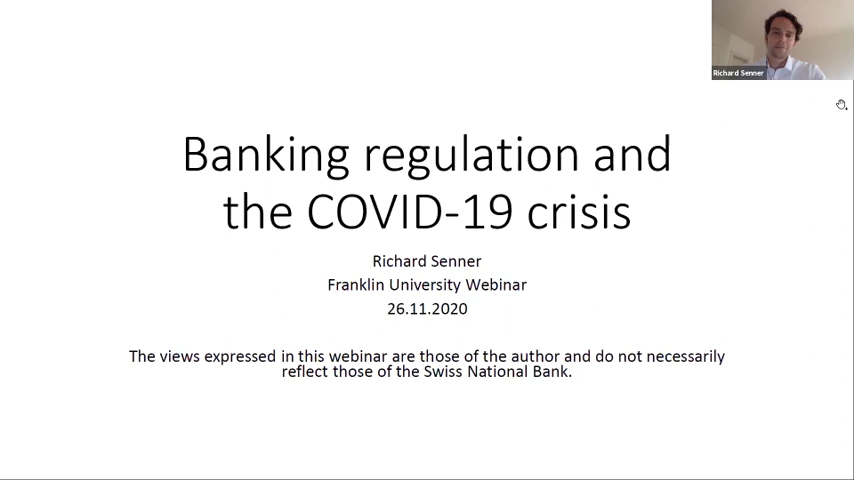 Richard Senner
Banking regulation and
the COVID-19 crisis
Richard Senner
Franklin University Webinar
26.11.2020
The views expressed in this webinar are those of the author and do not necessarily
reflect those of the Swiss National Bank.